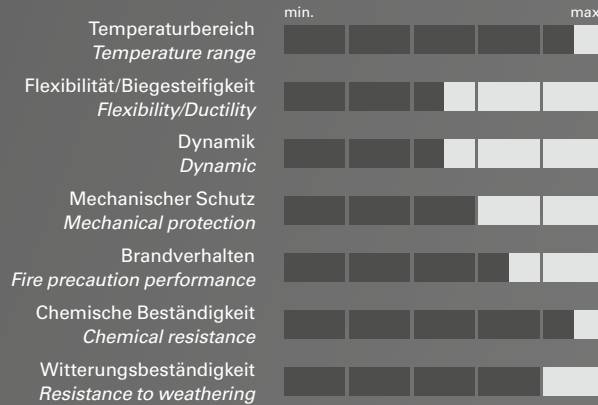 min. max
Temperaturbereich
Temperature range
Flexibilität/Biegesteifigkeit
Flexibility/Ductility
Dynamik
Dynamic
Mechanischer Schutz
Mechanical protection
Brandverhalten
Fire precaution performance
Chemische Beständigkeit
Chemical resistance
Witterungsbeständigkeit
Resistance to weathering